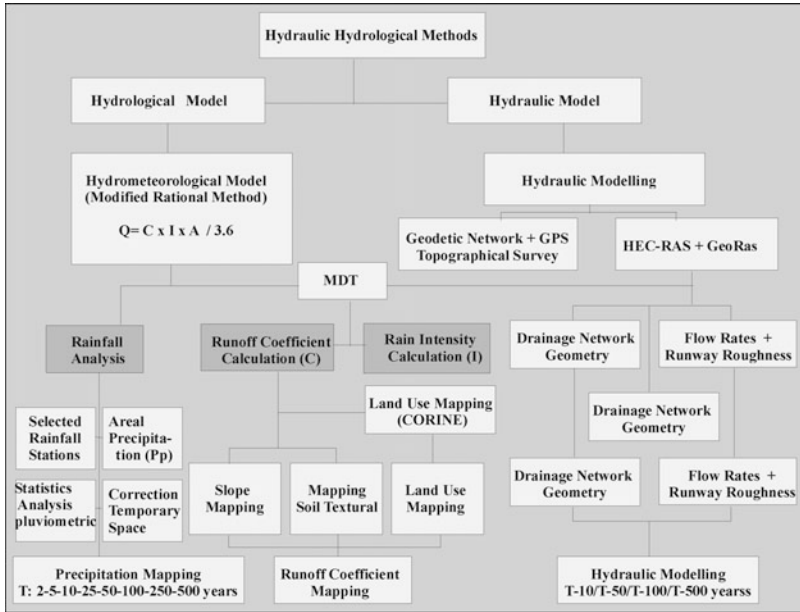 Hydraulic Hydrological Methods
Hydrological Model
Hydraulic Model
Hydrometeorological Model
(Modified Rational Method)
Q= C x I x A / 3.6
Hydraulic Modelling
Geodetic Network + GPS
Topographical Survey
HEC-RAS + GeoRas
MDT
Rainfall
Analysis
Runoff Coefficient
Calculation (C)
Rain Intensity
Calculation (I)
Drainage Network
Geometry
Flow Rates +
Runway Roughness
Land Use Mapping
(CORINE)
Drainage Network
Geometry
Selected
Rainfall
Stations
Areal
Precipita-
tion (Pp)
Statistics
Analysis
pluviometric
Correction
Temporary
Space
Slope
Mapping
Mapping
Soil Textural
Land Use
Mapping
Drainage Network
Geometry
Flow Rates +
Runway Roughness
Precipitation Mapping
T: 2-5-10-25-50-100-250-500 years
Runoff Coefficient
Mapping
Hydraulic Modelling
T-10/T-50/T-100/T-500 yearss